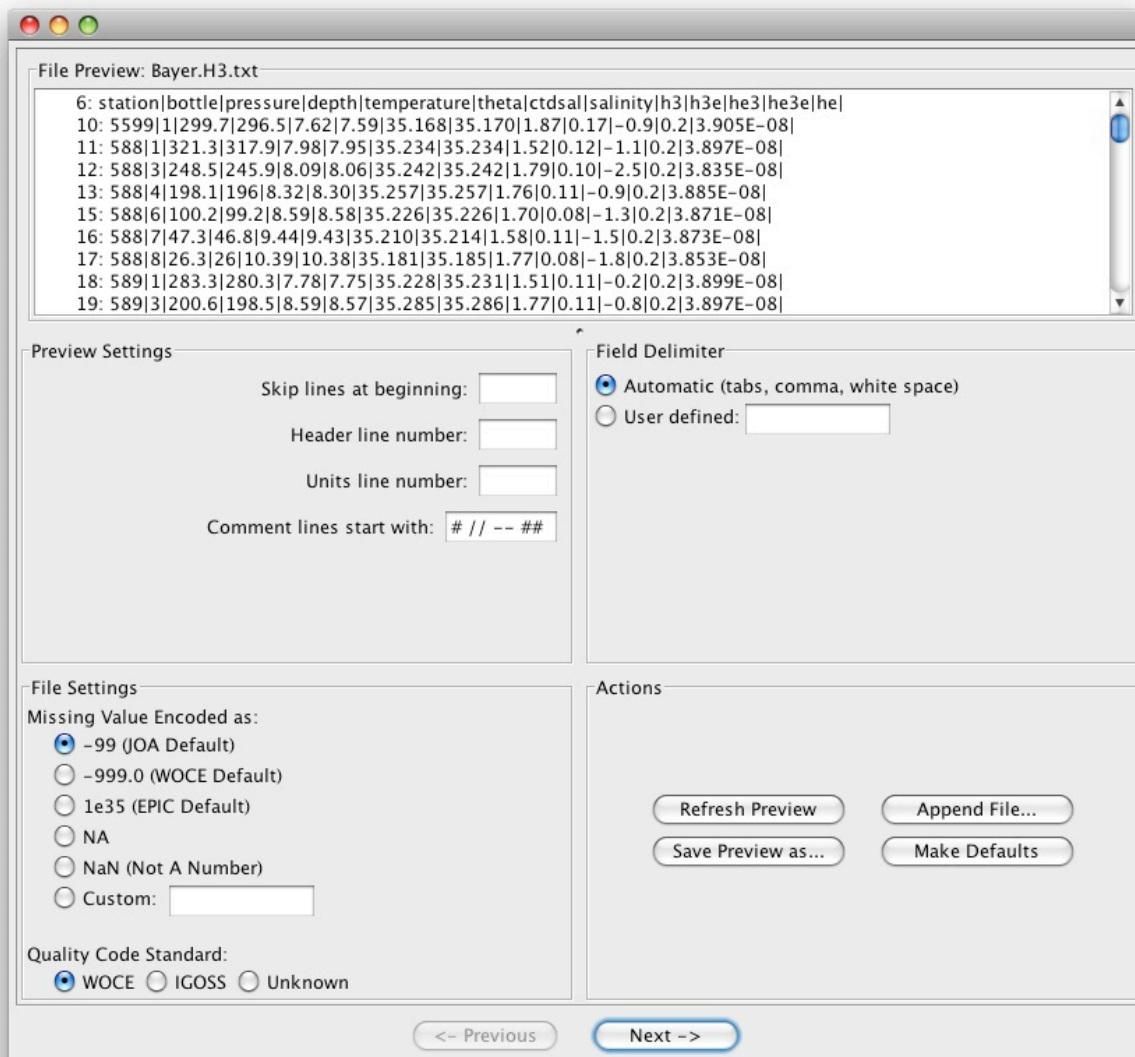 File Preview: Bayer.H3.txt
6: station|bottle|pressure|depth|temperature|theta|ctdsal|salinity|h3|h3e|he3|he3e|he|
10: 5599|1|299.7|296.5|7.62|7.59|35.168|35.170|1.87|0.17|-0.9|0.2|3.905E-08|
11: 588|1|321.3|317.9|7.98|7.95|35.234|35.234|1.52|0.12|-1.1|0.2|3.897E-08|
12: 588|3|248.5|245.9|8.09|8.06|35.242|35.242|1.79|0.10|-2.5|0.2|3.835E-08|
13: 588|4|198.1|196|8.32|8.30|35.257|35.257|1.76|0.11|-0.9|0.2|3.885E-08|
15: 588|6|100.2|99.2|8.59|8.58|35.226|35.226|1.70|0.08|-1.3|0.2|3.871E-08|
16: 588|7|47.3|46.8|9.44|9.43|35.210|35.214|1.58|0.11|-1.5|0.2|3.873E-08|
17: 588|8|26.3|26|10.39|10.38|35.181|35.185|1.77|0.08|-1.8|0.2|3.853E-08|
18: 589|1|283.3|280.3|7.78|7.75|35.228|35.231|1.51|0.11|-0.2|0.2|3.899E-08|
19: 589|3|200.6|198.5|8.59|8.57|35.285|35.286|1.77|0.11|-0.8|0.2|3.897E-08|
Preview Settings
Skip lines at beginning:
Header line number:
Units line number:
Comment lines start with: # // -- ##
Field Delimiter
Automatic (tabs, comma, white space)
User defined:
File Settings
Missing Value Encoded as:
-99 (JOA Default)
-999.0 (WOCE Default)
1e35 (EPIC Default)
NA
NaN (Not A Number)
Custom:
Quality Code Standard:
WOCE IGOSS Unknown
Actions
Refresh Preview Append File...
Save Preview as... Make Defaults
<- Previous Next ->